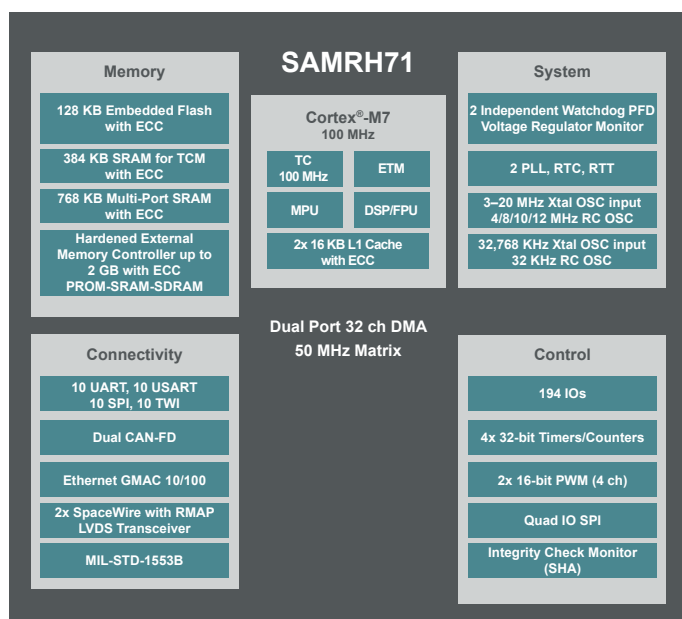 SAMRH71
Memory
128 KB Embedded Flash
with ECC
384 KB SRAM for TCM
with ECC
768 KB Multi-Port SRAM
with ECC
Hardened External
Memory Controller up to
2 GB with ECC
PROM-SRAM-SDRAM
Cortex®-M7
100 MHz
TC
100 MHz
ETM
MPU
DSP/FPU
2x 16 KB L1 Cache
with ECC
System
2 Independent Watchdog PFD
Voltage Regulator Monitor
2 PLL, RTC, RTT
3–20 MHz Xtal OSC input
4/8/10/12 MHz RC OSC
32,768 KHz Xtal OSC input
32 KHz RC OSC
Dual Port 32 ch DMA
50 MHz Matrix
Connectivity
10 UART, 10 USART
10 SPI, 10 TWI
Dual CAN-FD
Ethernet GMAC 10/100
2x SpaceWire with RMAP
LVDS Transceiver
MIL-STD-1553B
Control
194 IOs
4x 32-bit Timers/Counters
2x 16-bit PWM (4 ch)
Quad IO SPI
Integrity Check Monitor
(SHA)